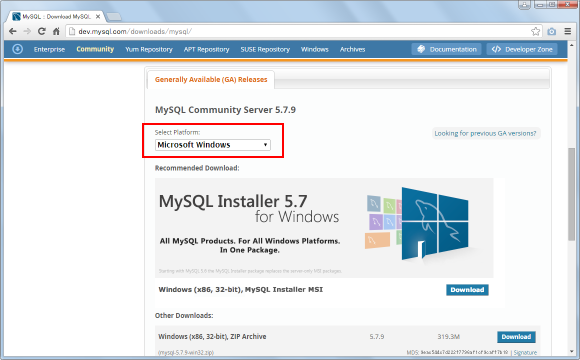 MySQL :: Download MySQL
dev.mysql.com/downloads/mysql/
Enterprise Community Yum Repository APT Repository SUSE Repository Windows Archives Documentation Developer Zone
Generally Available (GA) Releases
MySQL Community Server 5.7.9
Select Platform:
Microsoft Windows
Looking for previous GA versions?
Recommended Download:
MySQL Installer 5.7
for Windows
All MySQL Products. For All Windows Platforms.
In One Package.
Starting with MySQL 5.6 the MySQL Installer package replaces the server-only MSI packages.
Windows (x86, 32-bit), MySQL Installer MSI Download
Other Downloads:
Windows (x86, 32-bit), ZIP Archive 5.7.9 319.3M Download
(mysql-5.7.9-win32.zip) MD5: Signature